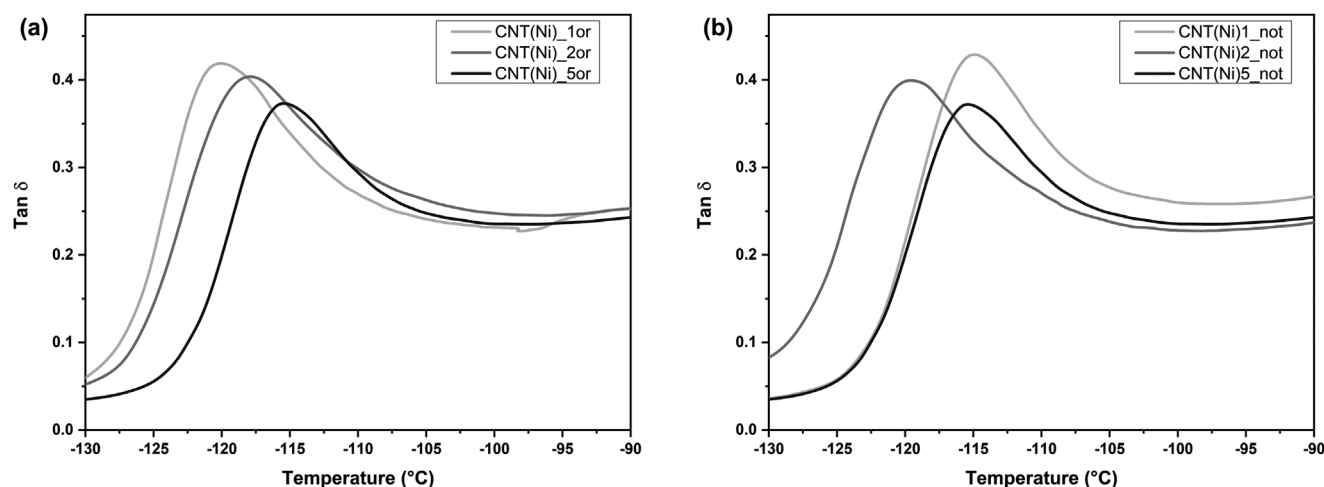 (a)
CNT(Ni)_1or
CNT(Ni)_2or
CNT(Ni)_5or
Tan δ
0.4
0.3
0.2
0.1
0.0
-130
-125
-120
-115
-110
-105
-100
-95
-90
Temperature (°C)
(b)
CNT(Ni)1_not
CNT(Ni)2_not
CNT(Ni)5_not
Tan δ
0.4
0.3
0.2
0.1
0.0
-130
-125
-120
-115
-110
-105
-100
-95
-90
Temperature (°C)